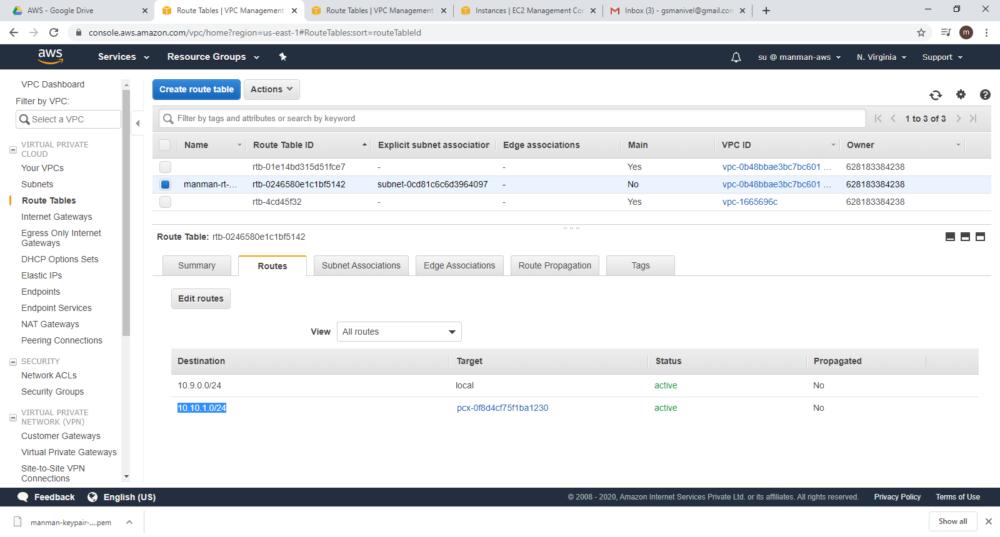 AWS - Google Drive
Route Tables | VPC Management
Route Tables | VPC Management
Instances | EC2 Management Cor
Inbox (3) - gsmanivel@gmail.con
console.aws.amazon.com/vpc/home?region=us-east-1#RouteTables:sort=routeTableId
m
aws
Services
Resource Groups
su @ manman-aws
N. Virginia
Support
VPC Dashboard
Filter by VPC:
Select a VPC
VIRTUAL PRIVATE
CLOUD
Your VPCs
Subnets
Route Tables
Internet Gateways
Egress Only Internet
Gateways
DHCP Options Sets
Elastic IPs
Endpoints
Endpoint Services
NAT Gateways
Peering Connections
SECURITY
Network ACLs
Security Groups
VIRTUAL PRIVATE
NETWORK (VPN)
Customer Gateways
Virtual Private Gateways
Site-to-Site VPN
Connections
Create route table
Actions
Filter by tags and attributes or search by keyword
1 to 3 of 3
Name Route Table ID Explicit subnet association Edge associations Main VPC ID Owner
rtb-01e14bd315d51fce7 - - Yes vpc-0b48bbae3bc7bc601 ... 628183384238
manman-rt-... rtb-0246580e1c1bf5142 subnet-0cd81c6c6d3964097 - No vpc-0b48bbae3bc7bc601 ... 628183384238
rtb-4cd45f32 - - Yes vpc-1665696c 628183384238
Route Table: rtb-0246580e1c1bf5142
Summary
Routes
Subnet Associations
Edge Associations
Route Propagation
Tags
Edit routes
View All routes
Destination Target Status Propagated
10.9.0.0/24 local active No
10.10.1.0/24 pcx-0f8d4cf75f1ba1230 active No
Feedback
English (US)
© 2008 - 2020, Amazon Internet Services Private Ltd. or its affiliates. All rights reserved.
Privacy Policy
Terms of Use
manman-keypair-....pem
Show all